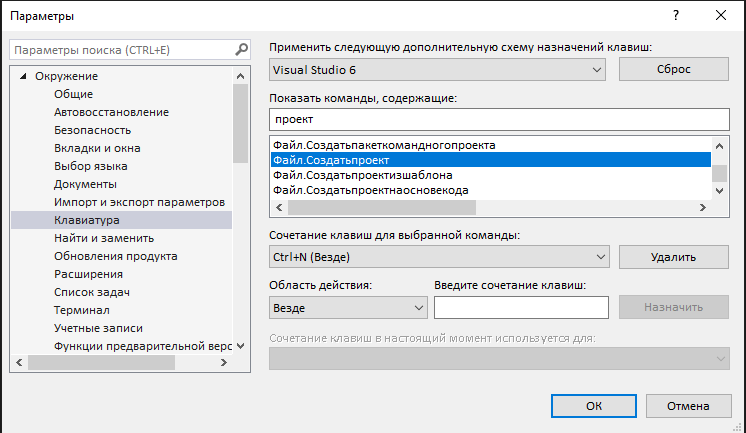 Параметры
Параметры поиска (CTRL+E)
Окружение
Общие
Автовосстановление
Безопасность
Вкладки и окна
Выбор языка
Документы
Импорт и экспорт параметров
Клавиатура
Найти и заменить
Обновления продукта
Расширения
Список задач
Терминал
Учетные записи
Функции предварительной верс
Применить следующую дополнительную схему назначений клавиш:
Visual Studio 6
Сброс
Показать команды, содержащие:
проект
Файл.Создатьпакеткомандногопроекта
Файл.Создатьпроект
Файл.Создатьпроектизшаблона
Файл.Создатьпроектнаосновекода
Сочетание клавиш для выбранной команды:
Ctrl+N (Везде)
Удалить
Область действия:
Введите сочетание клавиш:
Везде
Назначить
Сочетание клавиш в настоящий момент используется для:
ОК
Отмена